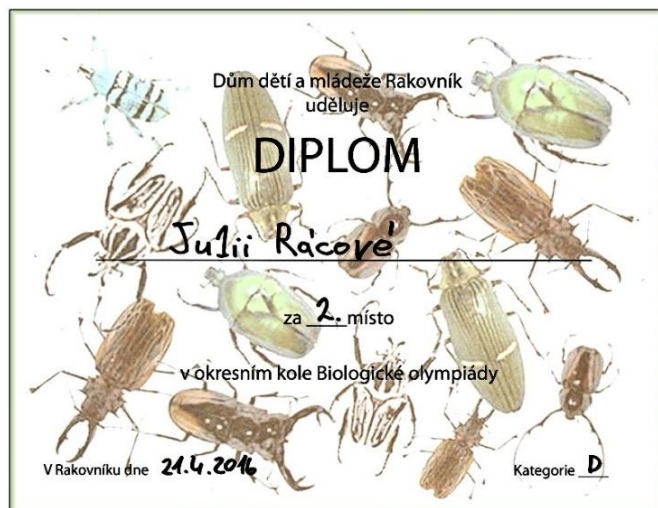 Dům dětí a mládeže Rakovník
uděluje
DIPLOM
Julii Rácové
za 2. místo
v okresním kole Biologické olympiády
V Rakovníku dne 21.4.2016 Kategorie D